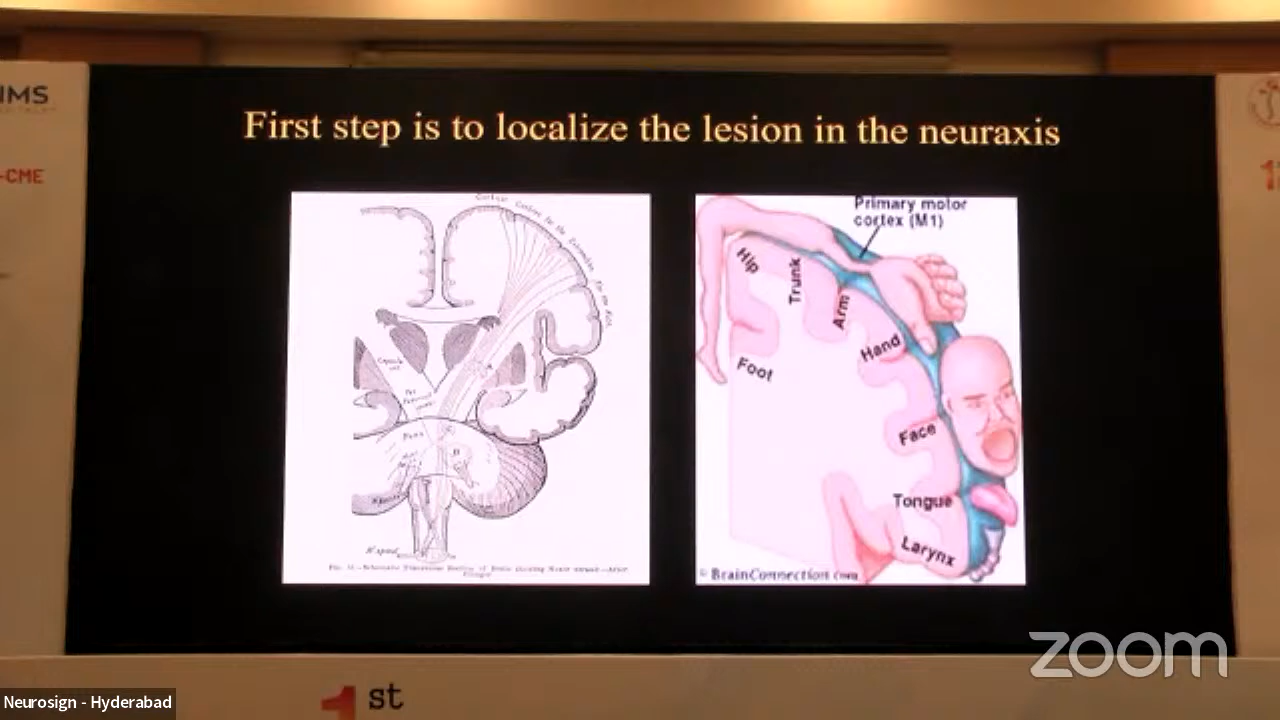 IMS
-CME
First step is to localize the lesion in the neuraxis
Primary motor
cortex (M1)
Hip
Trunk
Arm
Hand
Foot
Face
Tongue
Larynx
© BrainConnection.com
zoom
Neurosign - Hyderabad
1st